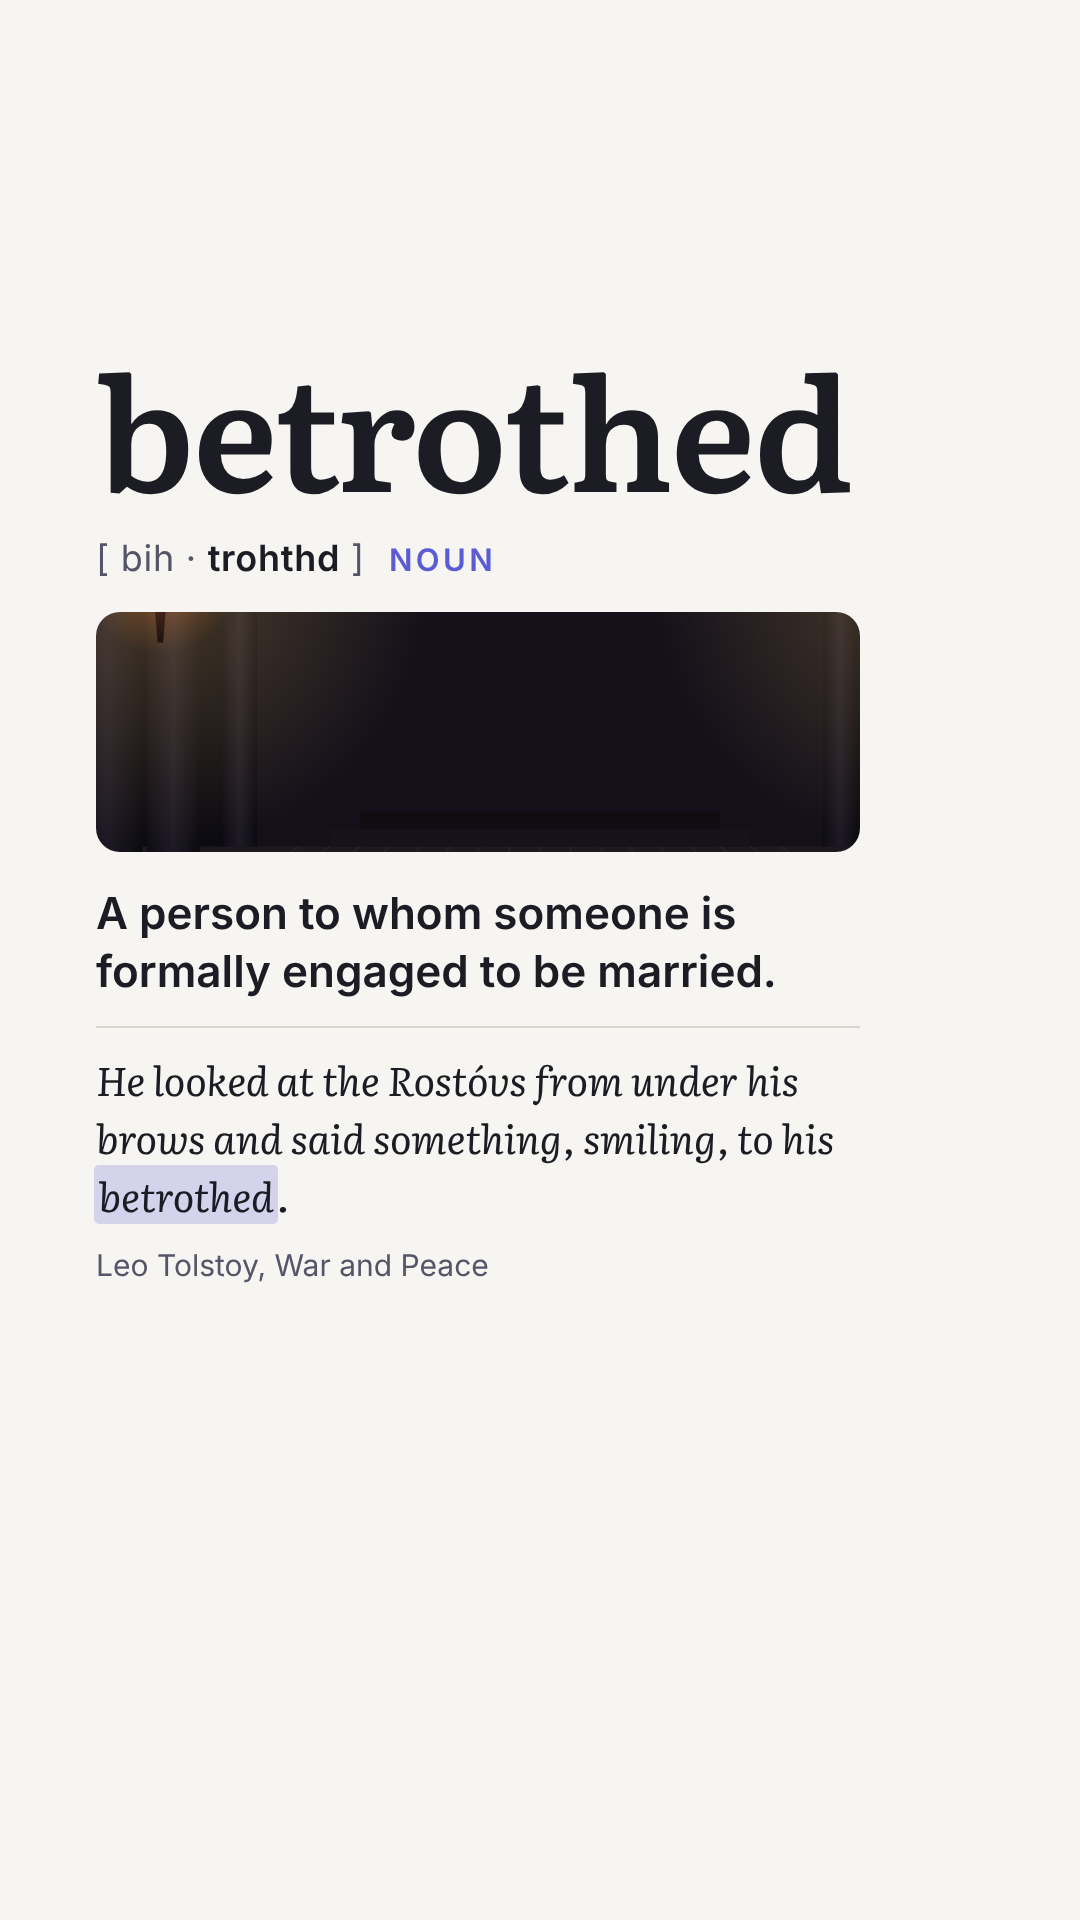 betrothed
[ bih · trohthd ] NOUN
A person to whom someone is
formally engaged to be married.
He looked at the Rostóvs from under his
brows and said something, smiling, to his
betrothed.
Leo Tolstoy, War and Peace